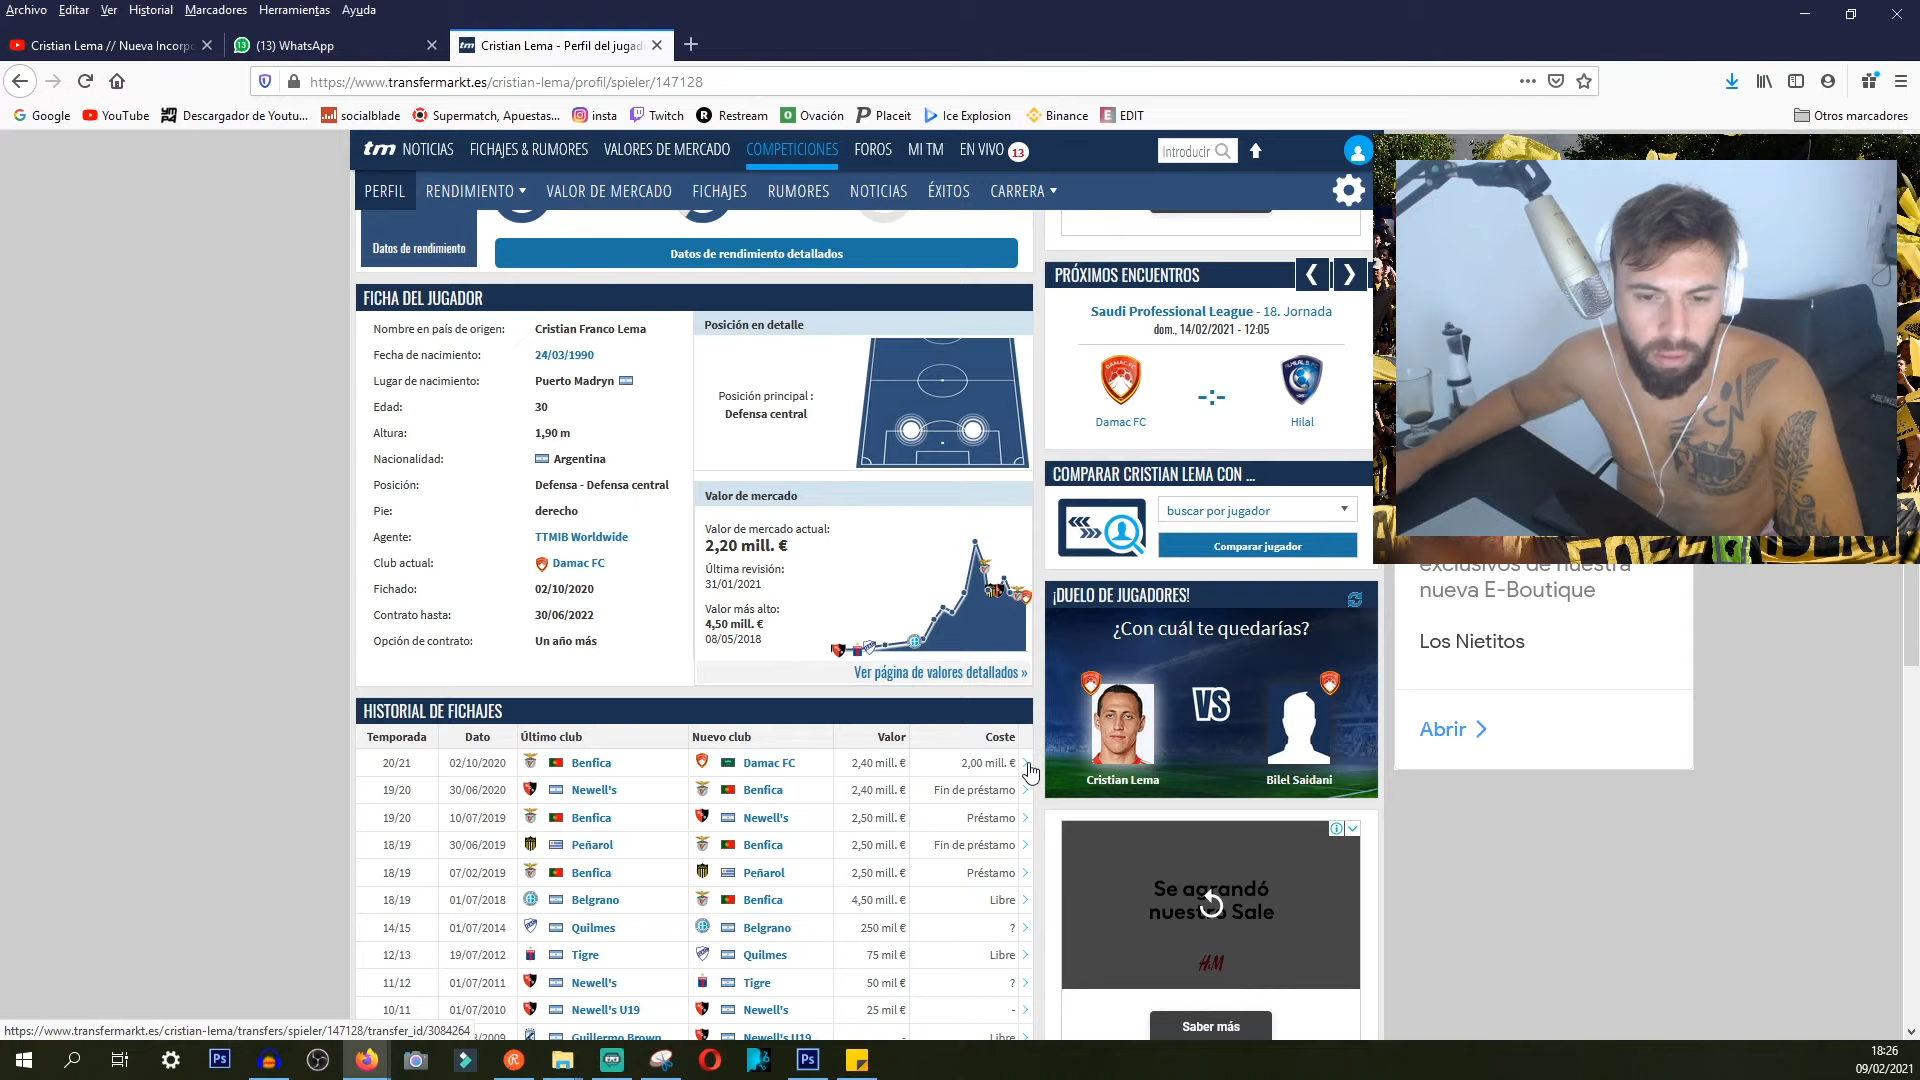 Archivo Editar Ver Historial Marcadores Herramientas Ayuda
Cristian Lema // Nueva Incorpo
(13) WhatsApp
Cristian Lema - Perfil del jugad
https://www.transfermarkt.es/cristian-lema/profil/spieler/147128
Google YouTube Descargador de Youtu... socialblade Supermatch, Apuestas... insta Twitch Restream Ovación Placeit Ice Explosion Binance EDIT Otros marcadores
tm NOTICIAS FICHAJES & RUMORES VALORES DE MERCADO COMPETICIONES FOROS MI TM EN VIVO 13 Introducir
PERFIL RENDIMIENTO VALOR DE MERCADO FICHAJES RUMORES NOTICIAS ÉXITOS CARRERA
Datos de rendimiento
Datos de rendimiento detallados
FICHA DEL JUGADOR
Nombre en país de origen: Cristian Franco Lema
Fecha de nacimiento: 24/03/1990
Lugar de nacimiento: Puerto Madryn
Edad: 30
Altura: 1,90 m
Nacionalidad: Argentina
Posición: Defensa - Defensa central
Pie: derecho
Agente: TTMIB Worldwide
Club actual: Damac FC
Fichado: 02/10/2020
Contrato hasta: 30/06/2022
Opción de contrato: Un año más
Posición en detalle
Posición principal :
Defensa central
Valor de mercado
Valor de mercado actual:
2,20 mill. €
Última revisión:
31/01/2021
Valor más alto:
4,50 mill. €
08/05/2018
Ver página de valores detallados »
HISTORIAL DE FICHAJES
Temporada Dato Último club Nuevo club Valor Coste
20/21 02/10/2020 Benfica Damac FC 2,40 mill. € 2,00 mill. €
19/20 30/06/2020 Newell's Benfica 2,40 mill. € Fin de préstamo
19/20 10/07/2019 Benfica Newell's 2,50 mill. € Préstamo
18/19 30/06/2019 Peñarol Benfica 2,50 mill. € Fin de préstamo
18/19 07/02/2019 Benfica Peñarol 2,50 mill. € Préstamo
18/19 01/07/2018 Belgrano Benfica 4,50 mill. € Libre
14/15 01/07/2014 Quilmes Belgrano 250 mil € ?
12/13 19/07/2012 Tigre Quilmes 75 mil € Libre
11/12 01/07/2011 Newell's Tigre 50 mil € ?
10/11 01/07/2010 Newell's U19 Newell's 25 mil € -
/2009 Guillermo Brown Newell's U19 - Libre
PRÓXIMOS ENCUENTROS
Saudi Professional League - 18. Jornada
dom., 14/02/2021 - 12:05
-:-
Damac FC Hilal
COMPARAR CRISTIAN LEMA CON ...
buscar por jugador
Comparar jugador
¡DUELO DE JUGADORES!
¿Con cuál te quedarías?
VS
Cristian Lema Bilel Saidani
Se agrandó
nuestro Sale
H&M
Saber más
exclusivos de nuestra
nueva E-Boutique
Los Nietitos
Abrir
https://www.transfermarkt.es/cristian-lema/transfers/spieler/147128/transfer_id/3084264
18:26
09/02/2021